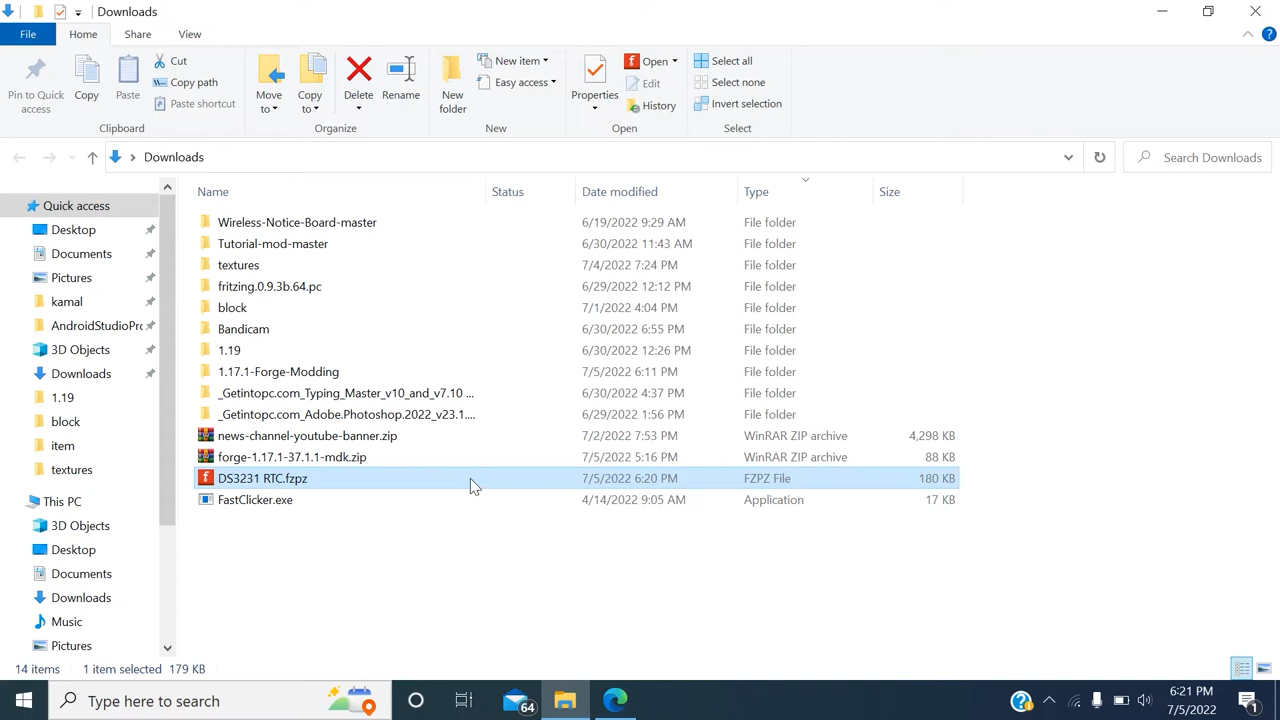 Downloads
File Home Share View
Pin to Quick access
Copy
Paste
Cut
Copy path
Paste shortcut
Clipboard
Move to
Copy to
Delete
Rename
Organize
New folder
New item
Easy access
New
Properties
Open
Edit
History
Open
Select all
Select none
Invert selection
Select
Downloads
Search Downloads
Quick access
Desktop
Documents
Pictures
kamal
AndroidStudioPrc
3D Objects
Downloads
1.19
block
item
textures
This PC
3D Objects
Desktop
Documents
Downloads
Music
Pictures
Name Status Date modified Type Size
Wireless-Notice-Board-master 6/19/2022 9:29 AM File folder
Tutorial-mod-master 6/30/2022 11:43 AM File folder
textures 7/4/2022 7:24 PM File folder
fritzing.0.9.3b.64.pc 6/29/2022 12:12 PM File folder
block 7/1/2022 4:04 PM File folder
Bandicam 6/30/2022 6:55 PM File folder
1.19 6/30/2022 12:26 PM File folder
1.17.1-Forge-Modding 7/5/2022 6:11 PM File folder
_Getintopc.com_Typing_Master_v10_and_v7.10 ... 6/30/2022 4:37 PM File folder
_Getintopc.com_Adobe.Photoshop.2022_v23.1.... 6/29/2022 1:56 PM File folder
news-channel-youtube-banner.zip 7/2/2022 7:53 PM WinRAR ZIP archive 4,298 KB
forge-1.17.1-37.1.1-mdk.zip 7/5/2022 5:16 PM WinRAR ZIP archive 88 KB
DS3231 RTC.fzpz 7/5/2022 6:20 PM FZPZ File 180 KB
FastClicker.exe 4/14/2022 9:05 AM Application 17 KB
14 items 1 item selected 179 KB
Type here to search
64
6:21 PM
7/5/2022
1